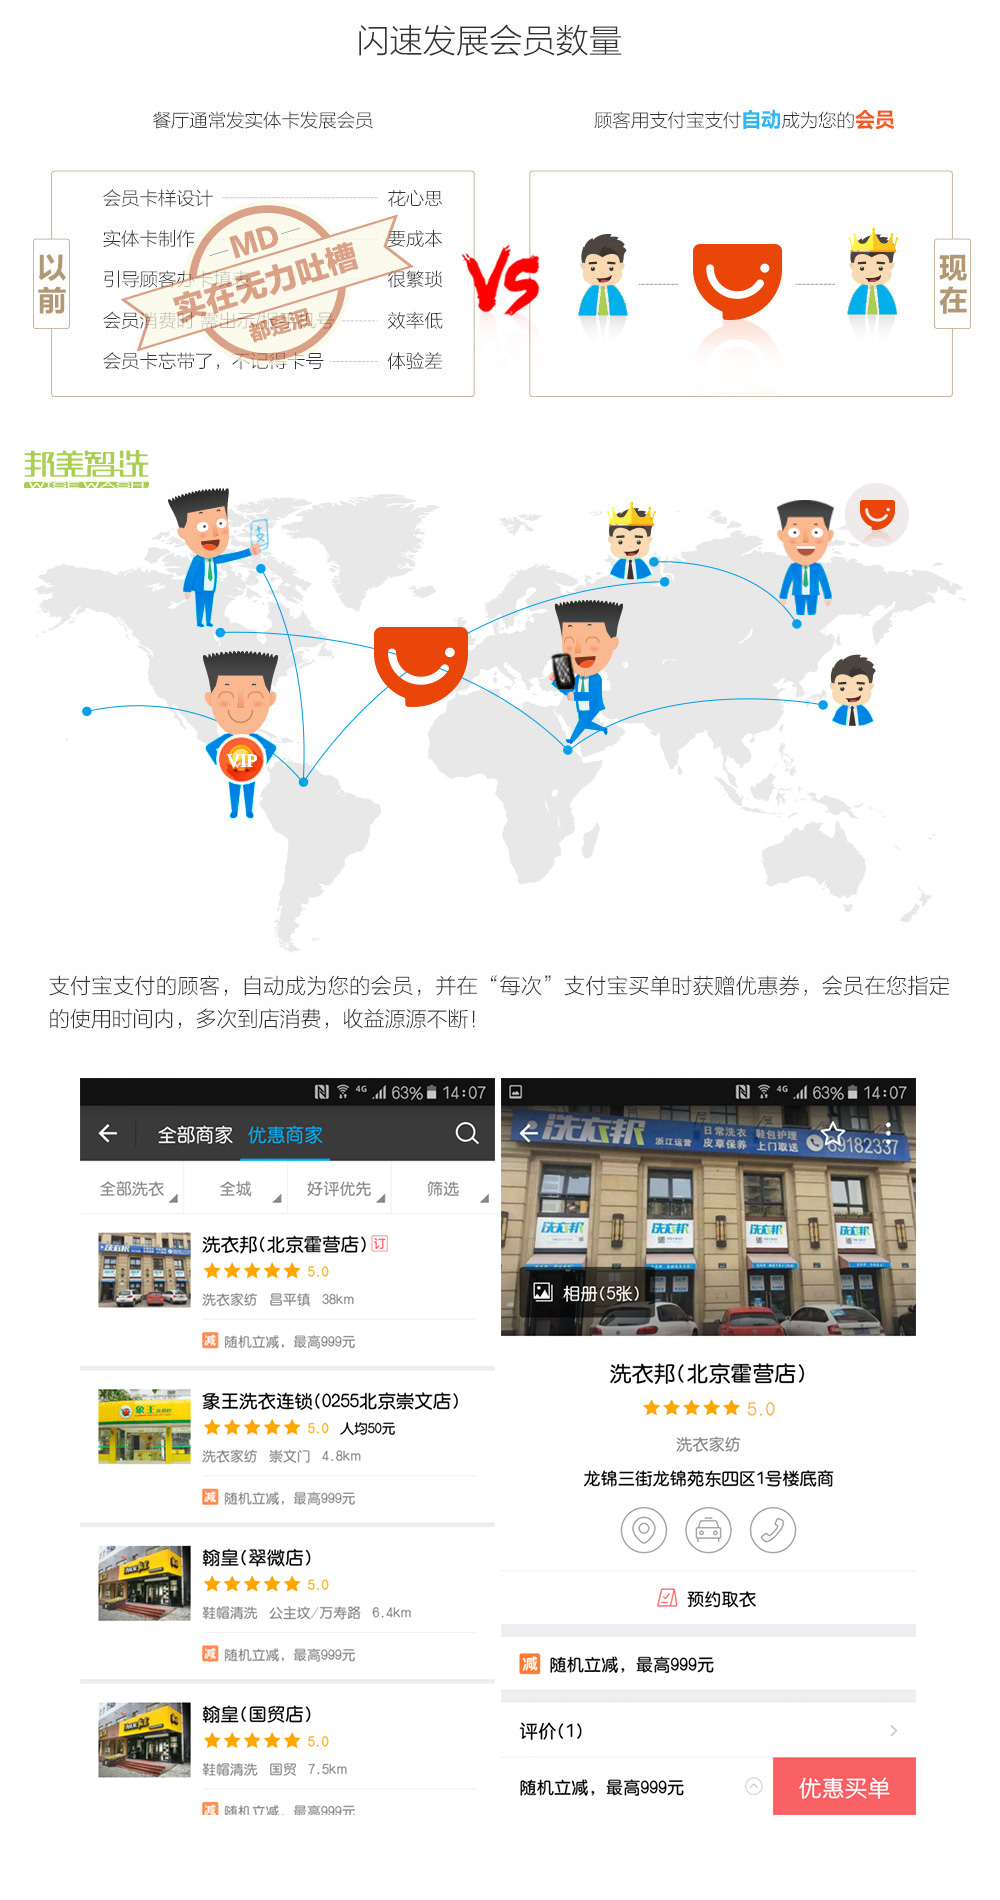 闪速发展会员数量
餐厅通常发实体卡发展会员
顾客用支付宝支付自动成为您的会员
以前
会员卡样设计 花心思
实体卡制作 要成本
引导顾客办卡填表 很繁琐
会员消费时需出示 号 效率低
会员卡忘带了，不记得卡号 体验差
MD
实在无力吐槽
都是泪
VS
现在
邦美智洗
WISEWASH
支
VIP
支付宝支付的顾客，自动成为您的会员，并在“每次”支付宝买单时获赠优惠券，会员在您指定
的使用时间内，多次到店消费，收益源源不断！
4G 63% 14:07
全部商家 优惠商家
全部洗衣 全城 好评优先 筛选
洗衣邦(北京霍营店) 订
5.0
洗衣家纺 昌平镇 38km
减 随机立减，最高999元
象王洗衣连锁(0255北京崇文店)
5.0 人均50元
洗衣家纺 崇文门 4.8km
减 随机立减，最高999元
翰皇(翠微店)
5.0
鞋帽清洗 公主坟/万寿路 6.4km
减 随机立减，最高999元
翰皇(国贸店)
5.0
鞋帽清洗 国贸 7.5km
减 随机立减，最高999元
4G 63% 14:07
洗衣邦 浙江运营 日常洗衣 鞋包护理
皮草保养 上门取送 69182337
洗衣邦 洗衣邦 洗衣邦 洗衣邦
相册(5张)
洗衣邦(北京霍营店)
5.0
洗衣家纺
龙锦三街龙锦苑东四区1号楼底商
预约取衣
减 随机立减，最高999元
评价(1)
随机立减，最高999元
优惠买单